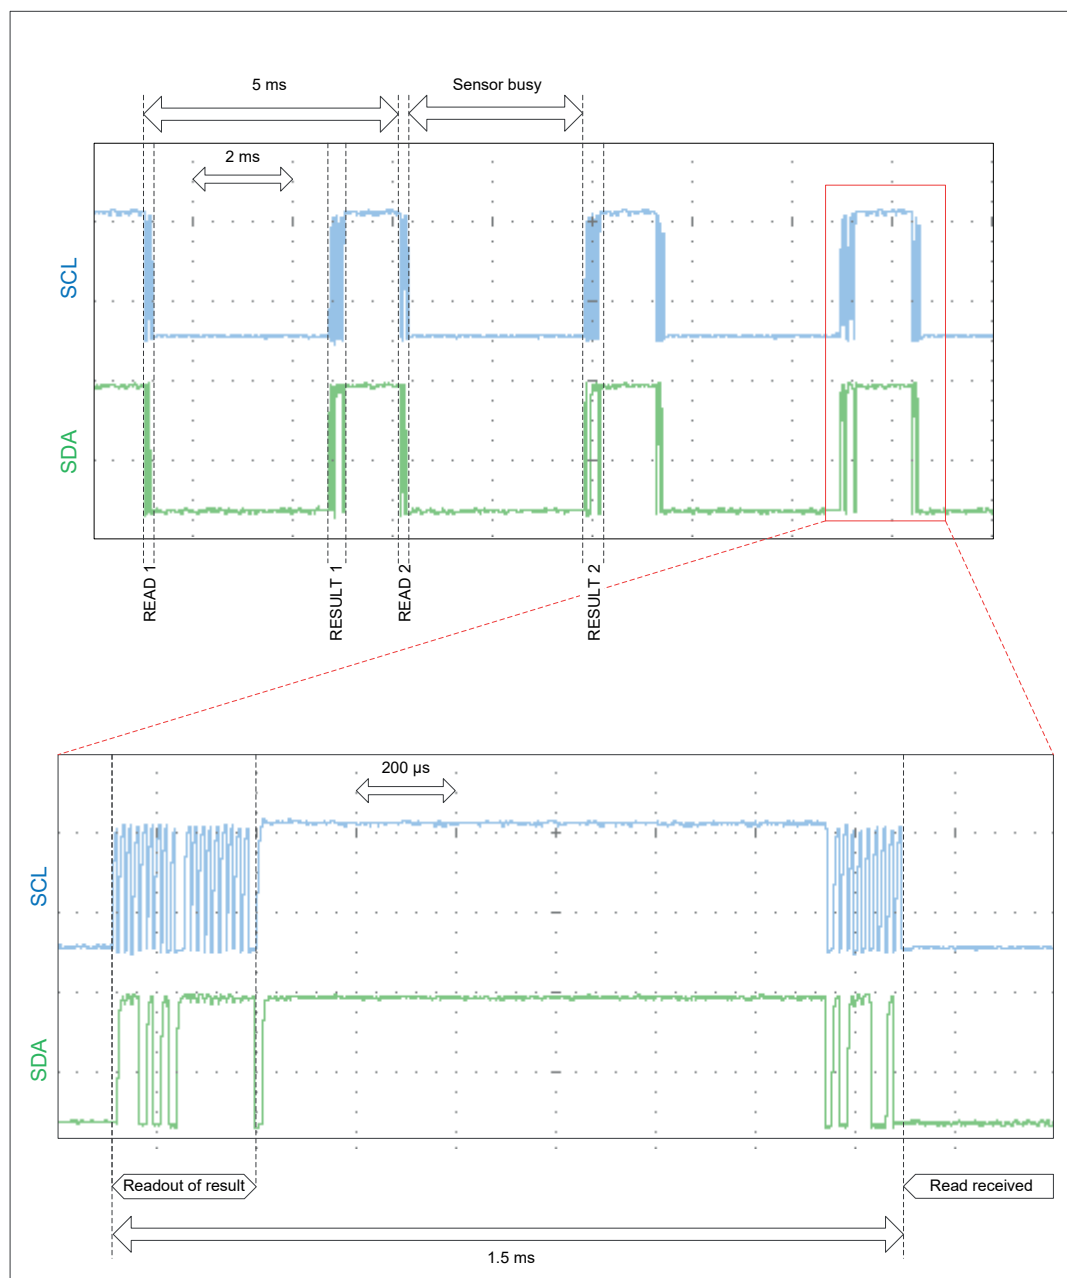 5 ms
Sensor busy
2 ms
SCL
SDA
READ 1
RESULT 1
READ 2
RESULT 2
200 µs
SCL
SDA
Readout of result
Read received
1.5 ms